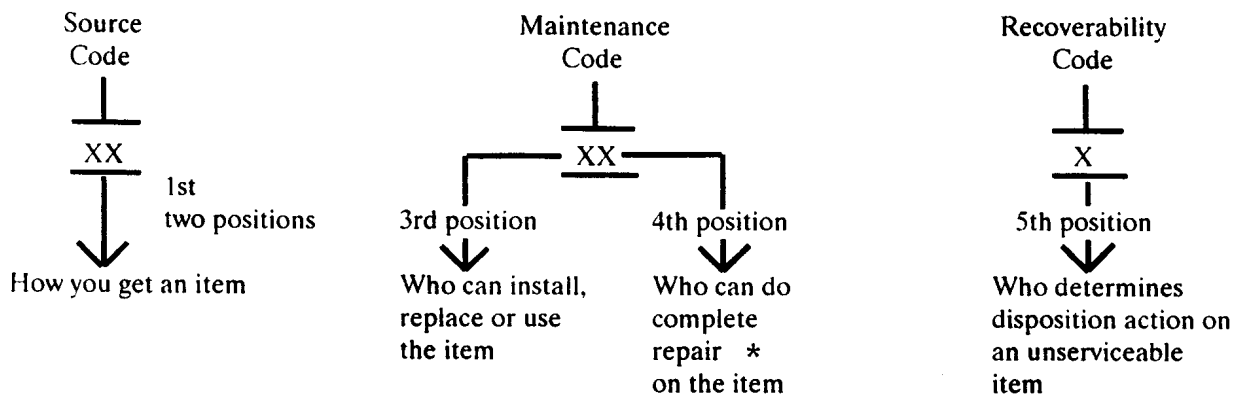 Source
Code
XX
1st
two positions
How you get an item
Maintenance
Code
XX
3rd position
Who can install,
replace or use
the item
4th position
Who can do
complete
repair *
on the item
Recoverability
Code
X
5th position
Who determines
disposition action on
an unserviceable
item